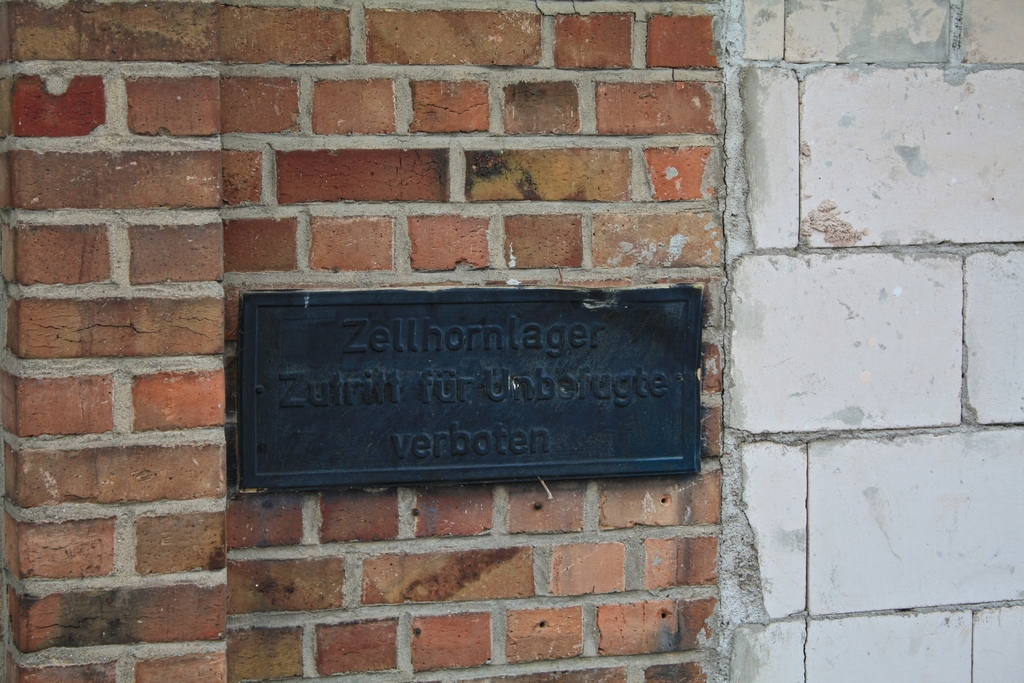 Zellhornlager
Zutritt für Unbefugte
verboten